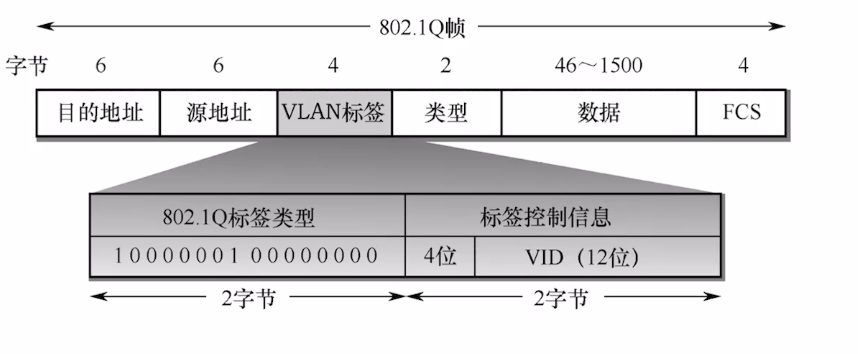 802.1Q帧
字节 6 6 4 2 46～1500 4
目的地址 源地址 VLAN标签 类型 数据 FCS
802.1Q标签类型 标签控制信息
10000001 00000000 4位 VID（12位）
2字节 2字节